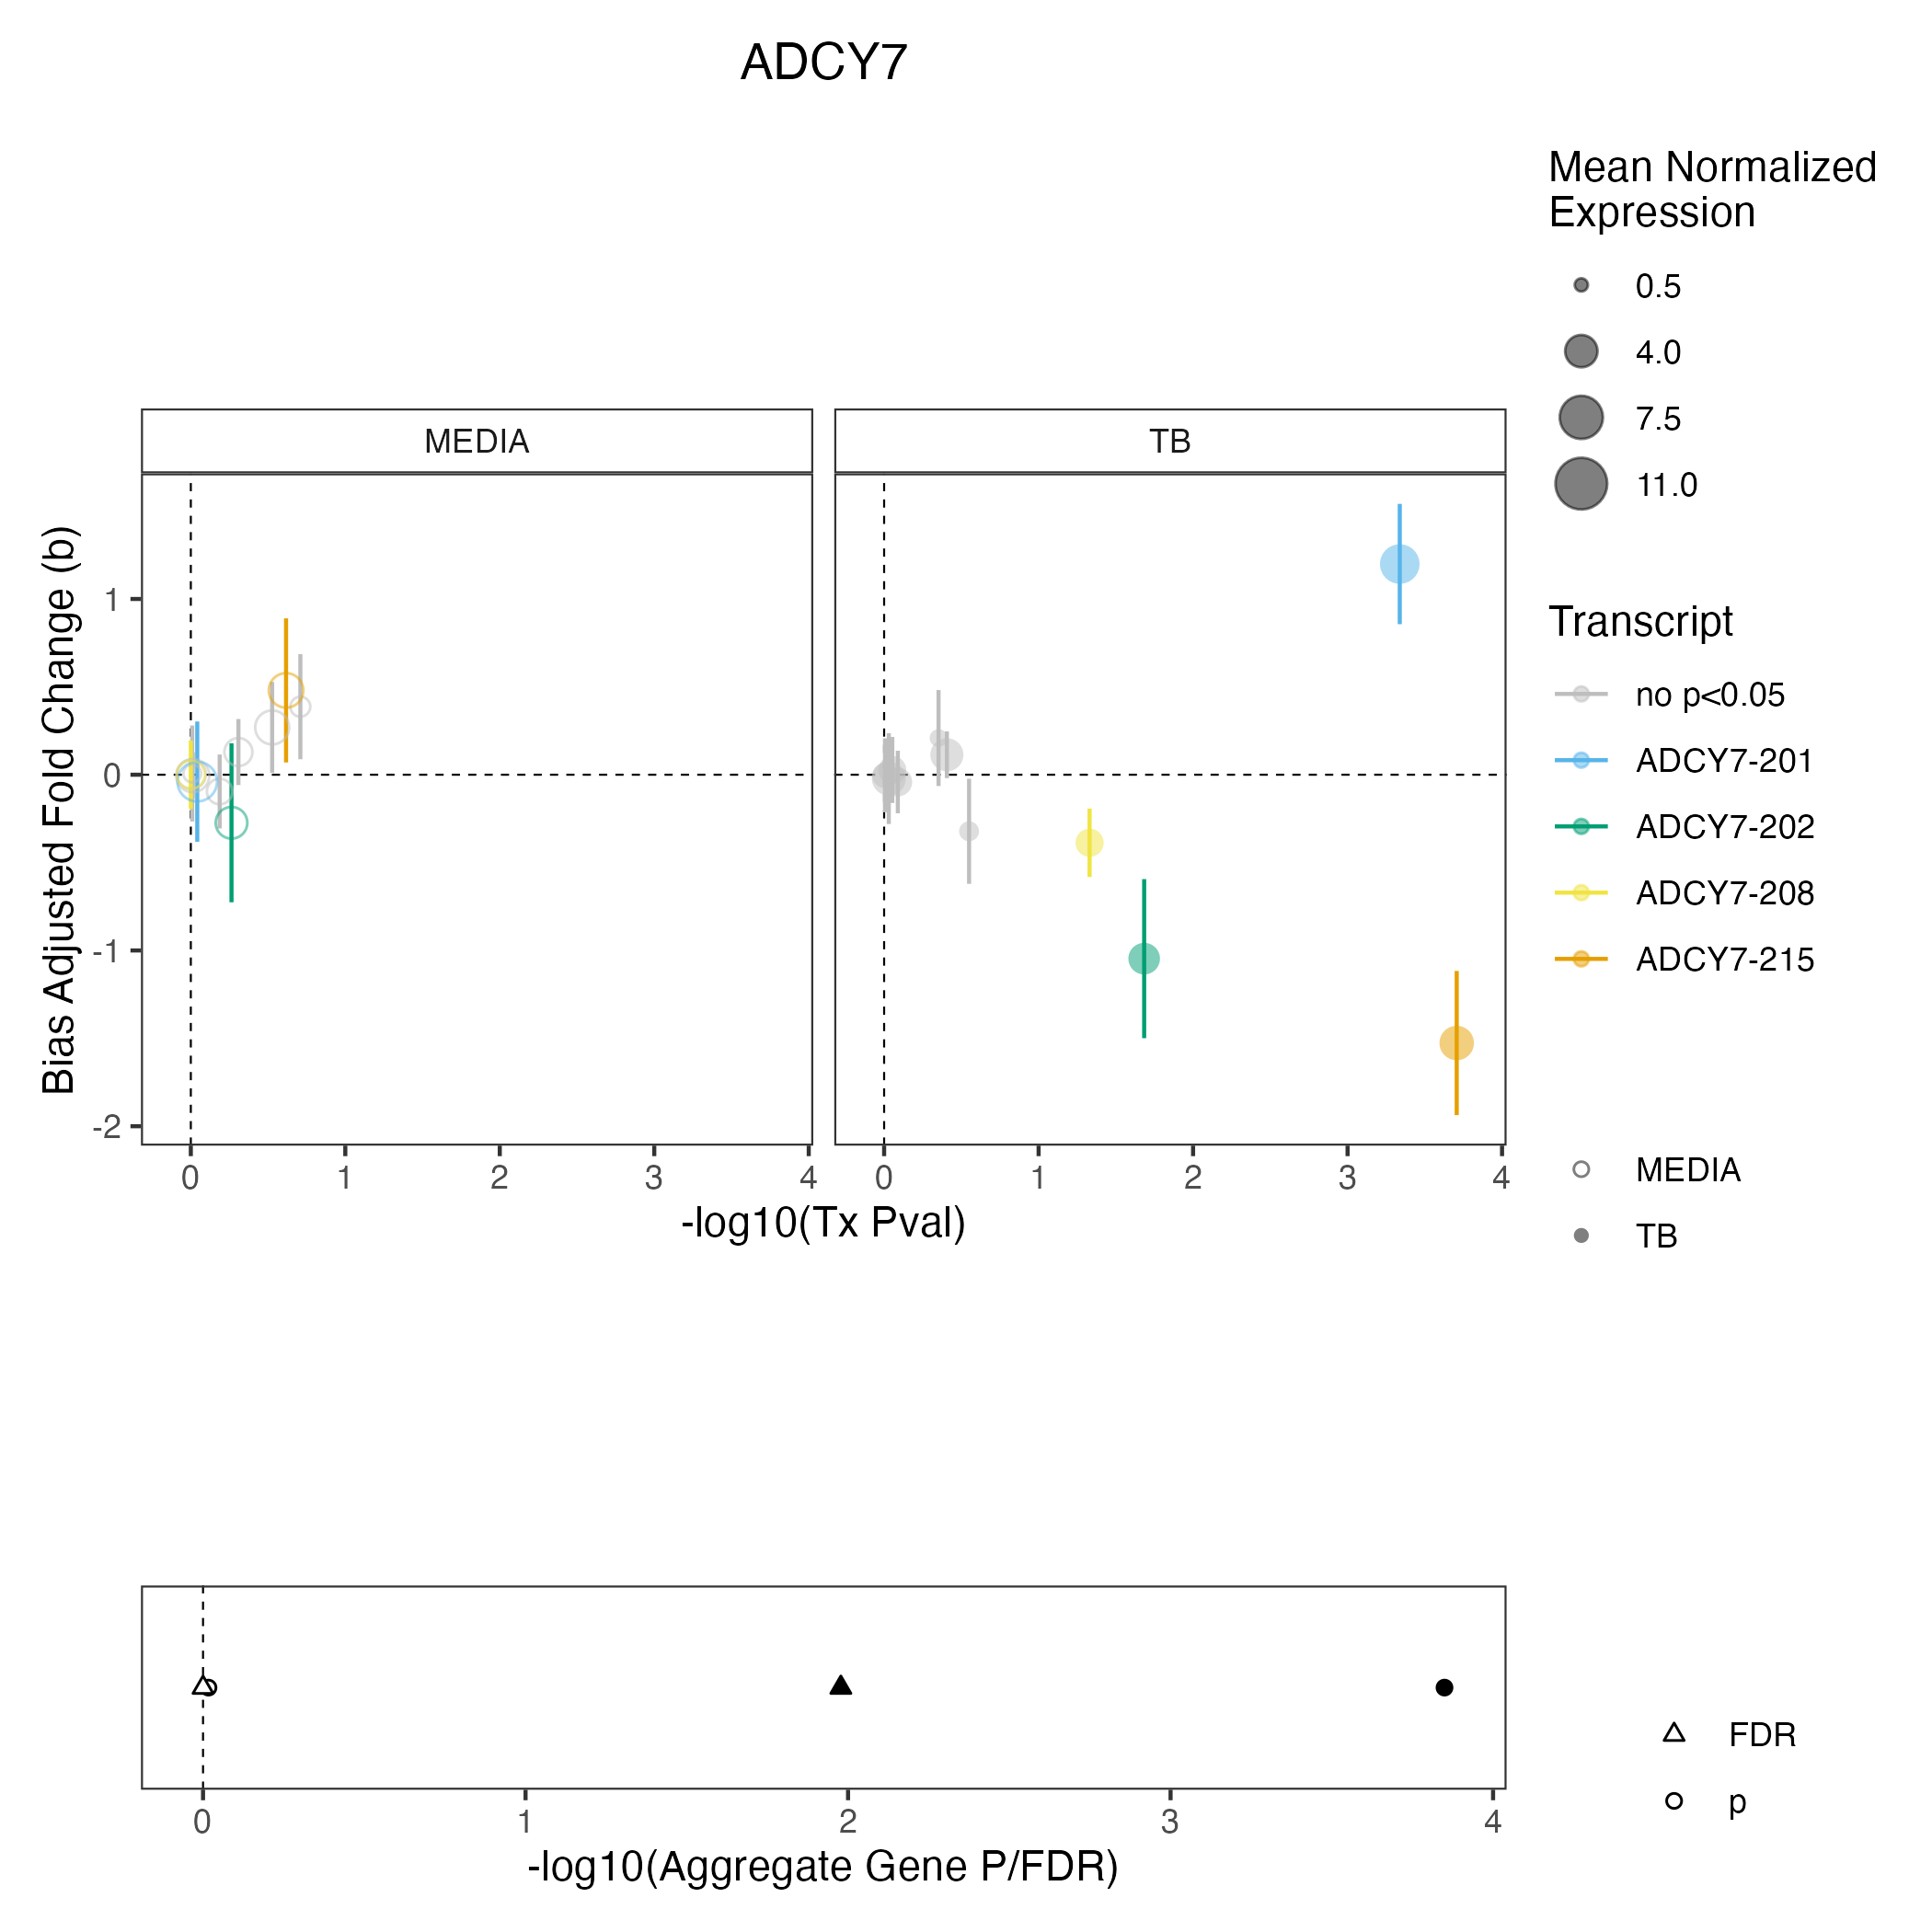 ADCY7
MEDIA
TB
Bias Adjusted Fold Change (b)
1
0
-1
-2
0 1 2 3 4
0 1 2 3 4
-log10(Tx Pval)
Mean Normalized
Expression
0.5
4.0
7.5
11.0
Transcript
no p<0.05
ADCY7-201
ADCY7-202
ADCY7-208
ADCY7-215
MEDIA
TB
0 1 2 3 4
-log10(Aggregate Gene P/FDR)
FDR
p